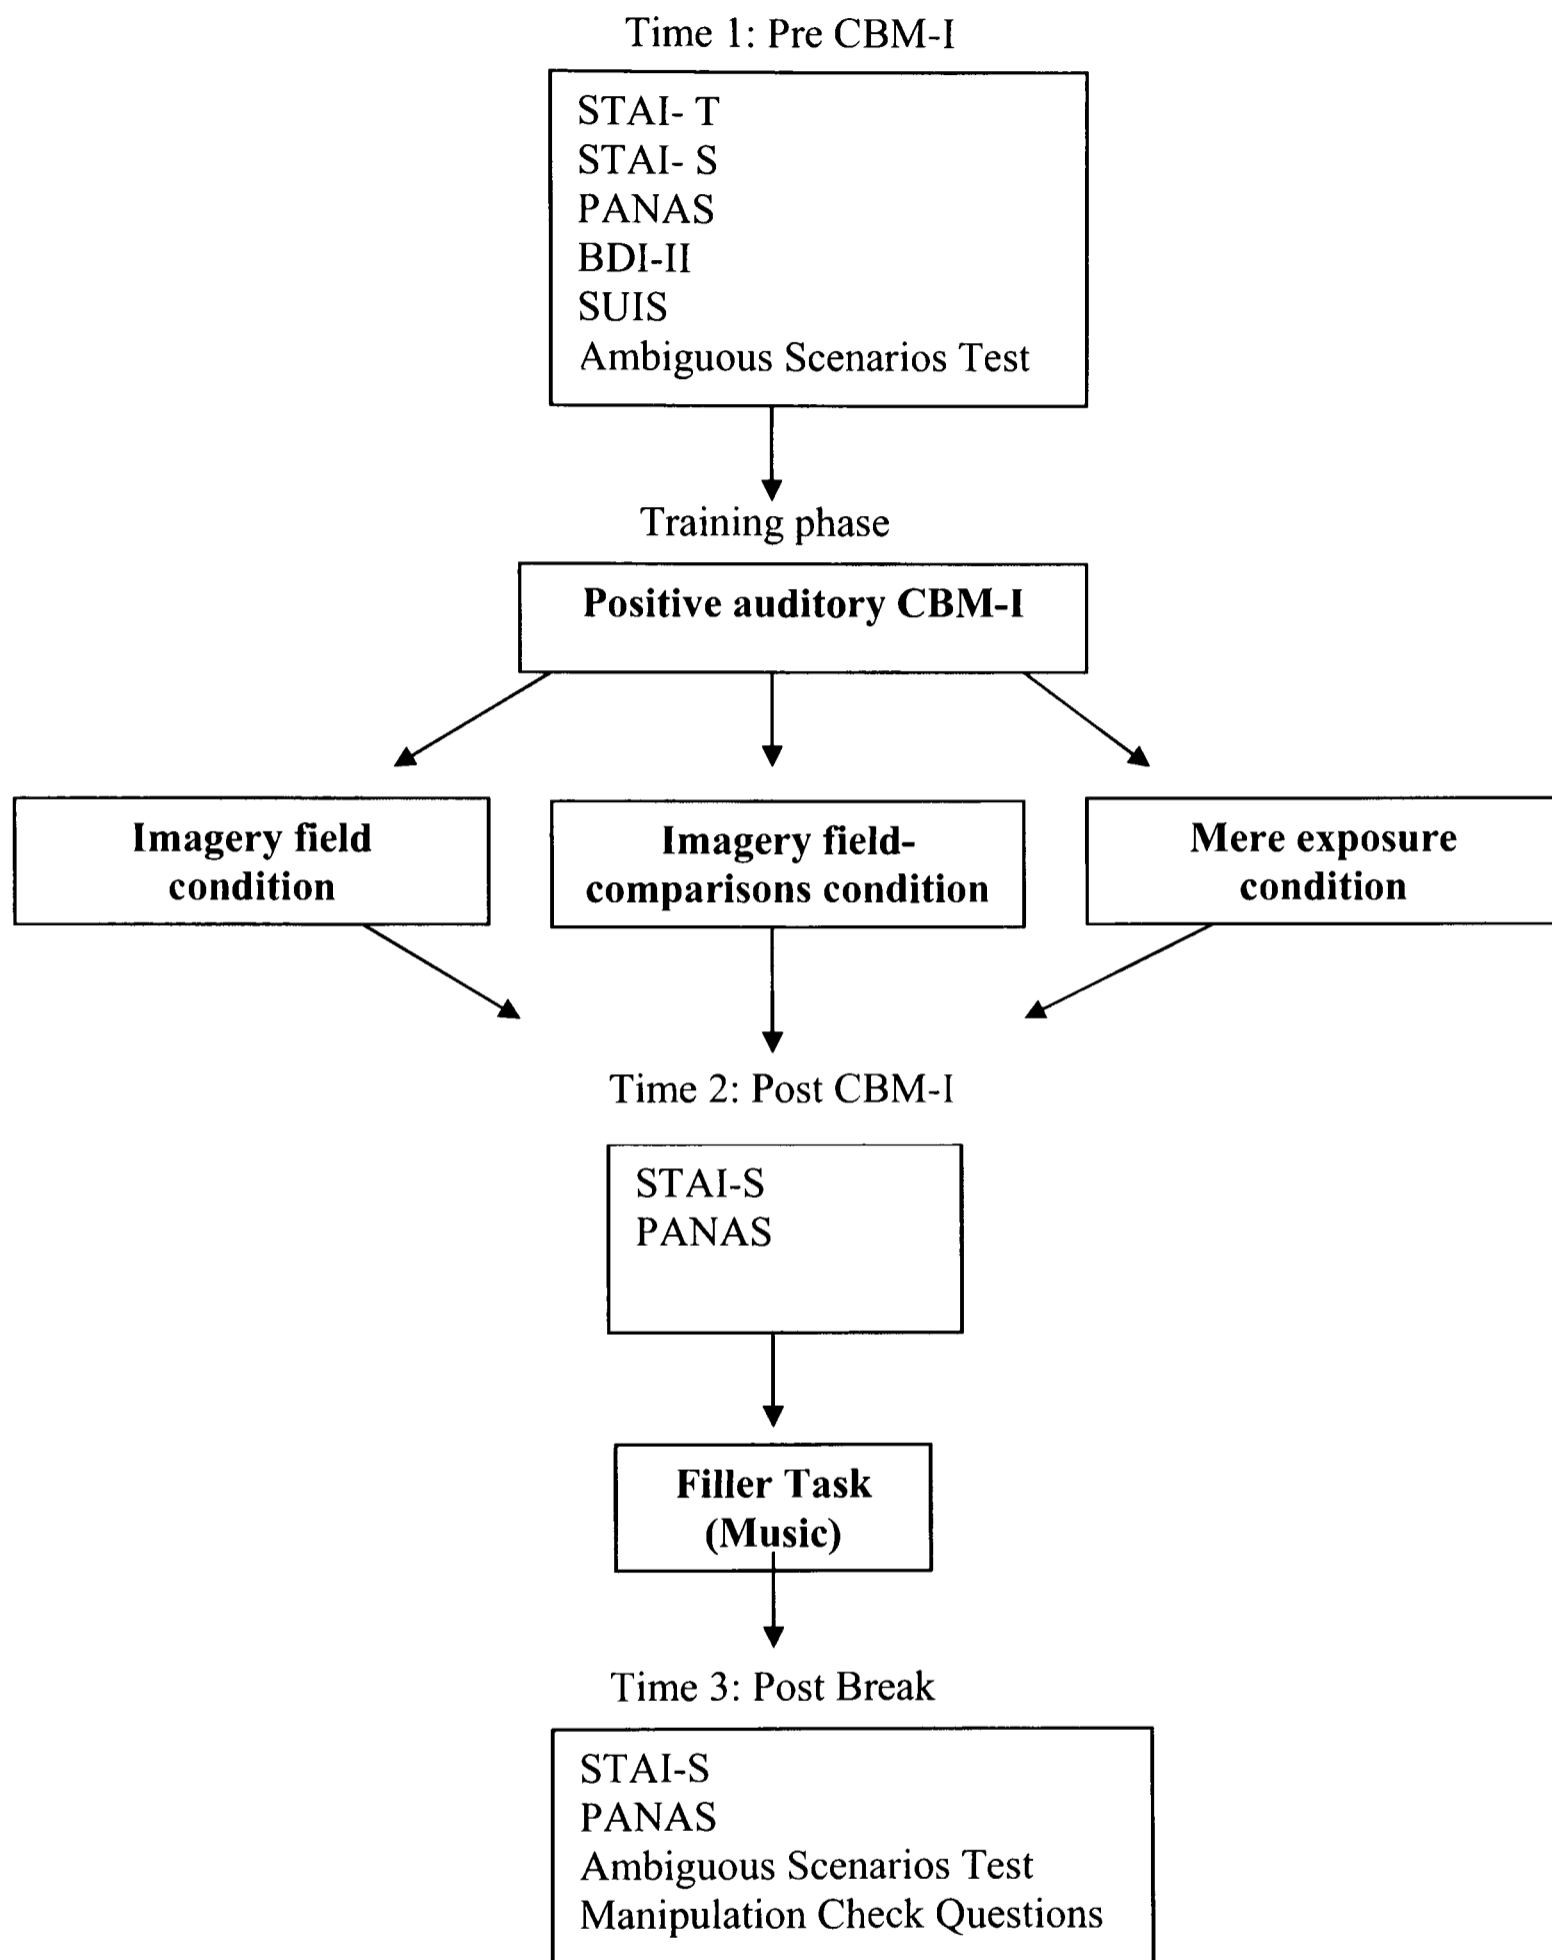 Time 1: Pre CBM-I
STAI- T
STAI- S
PANAS
BDI-II
SUIS
Ambiguous Scenarios Test
Training phase
Positive auditory CBM-I
Imagery field
condition
Imagery field-
comparisons condition
Mere exposure
condition
Time 2: Post CBM-I
STAI-S
PANAS
Filler Task
(Music)
Time 3: Post Break
STAI-S
PANAS
Ambiguous Scenarios Test
Manipulation Check Questions